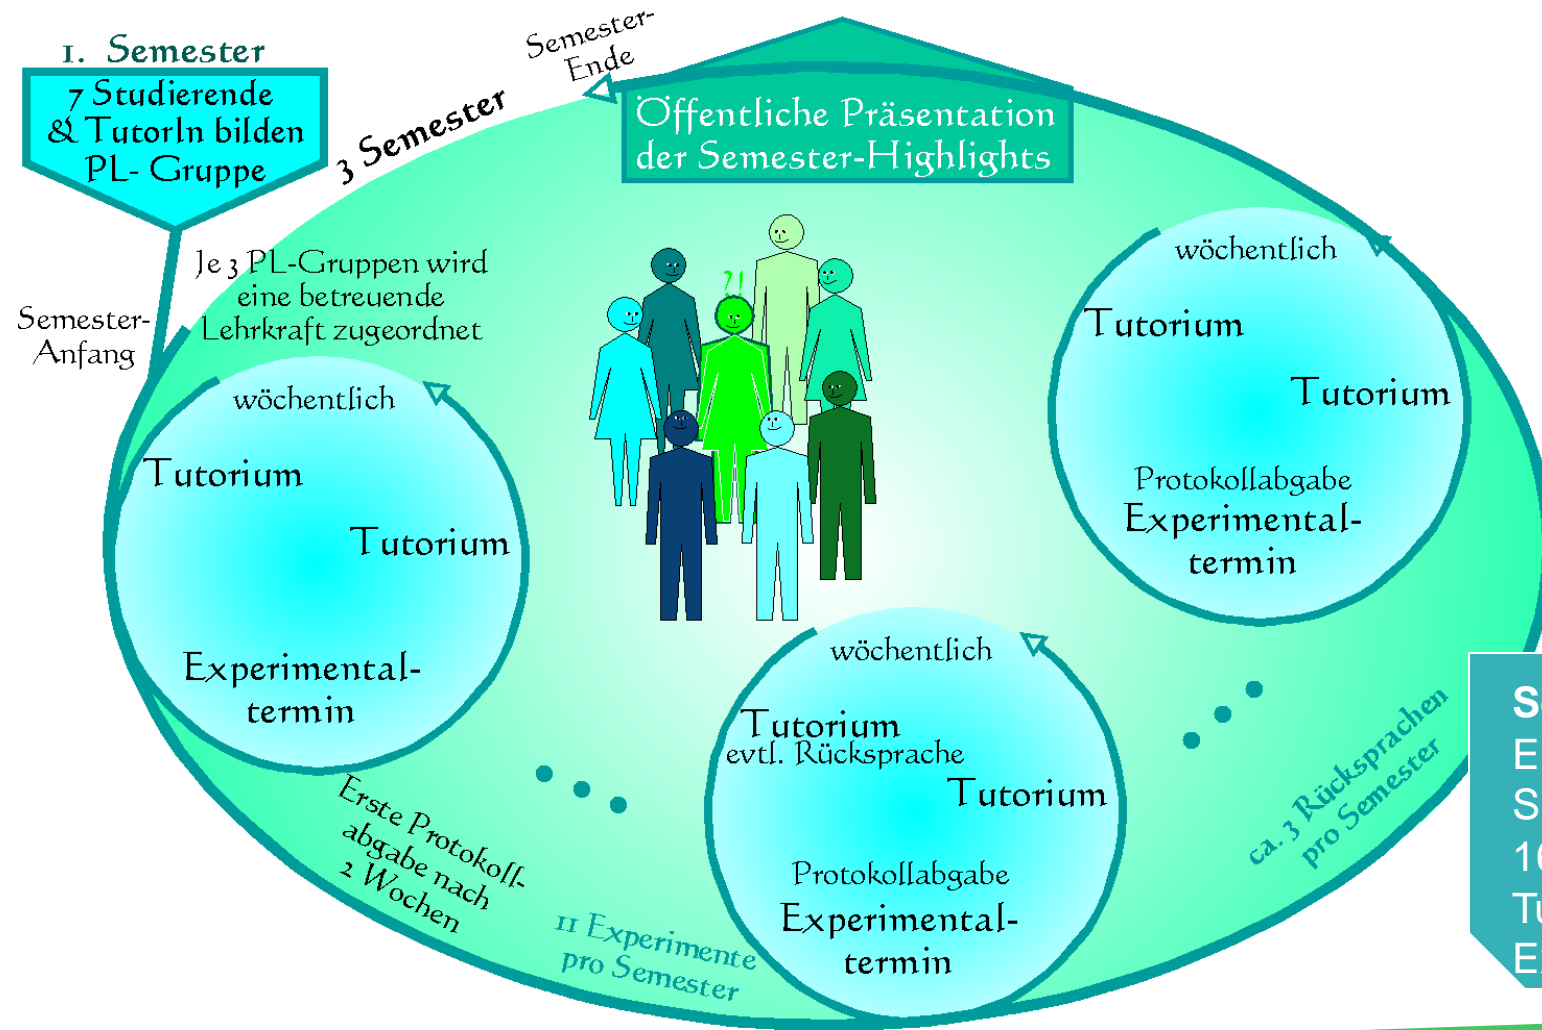 1. Semester
7 Studierende
& TutorIn bilden
PL- Gruppe
Semester-
Anfang
3 Semester
Semester-
Ende
Öffentliche Präsentation
der Semester-Highlights
Je 3 PL-Gruppen wird
eine betreuende
Lehrkraft zugeordnet
wöchentlich
Tutorium
Tutorium
Experimental-
termin
?!
Erste Protokoll-
abgabe nach
2 Wochen
11 Experimente
pro Semester
wöchentlich
Tutorium
evtl. Rücksprache
Tutorium
Protokollabgabe
Experimental-
termin
ca. 3 Rücksprachen
pro Semester
wöchentlich
Tutorium
Tutorium
Protokollabgabe
Experimental-
termin